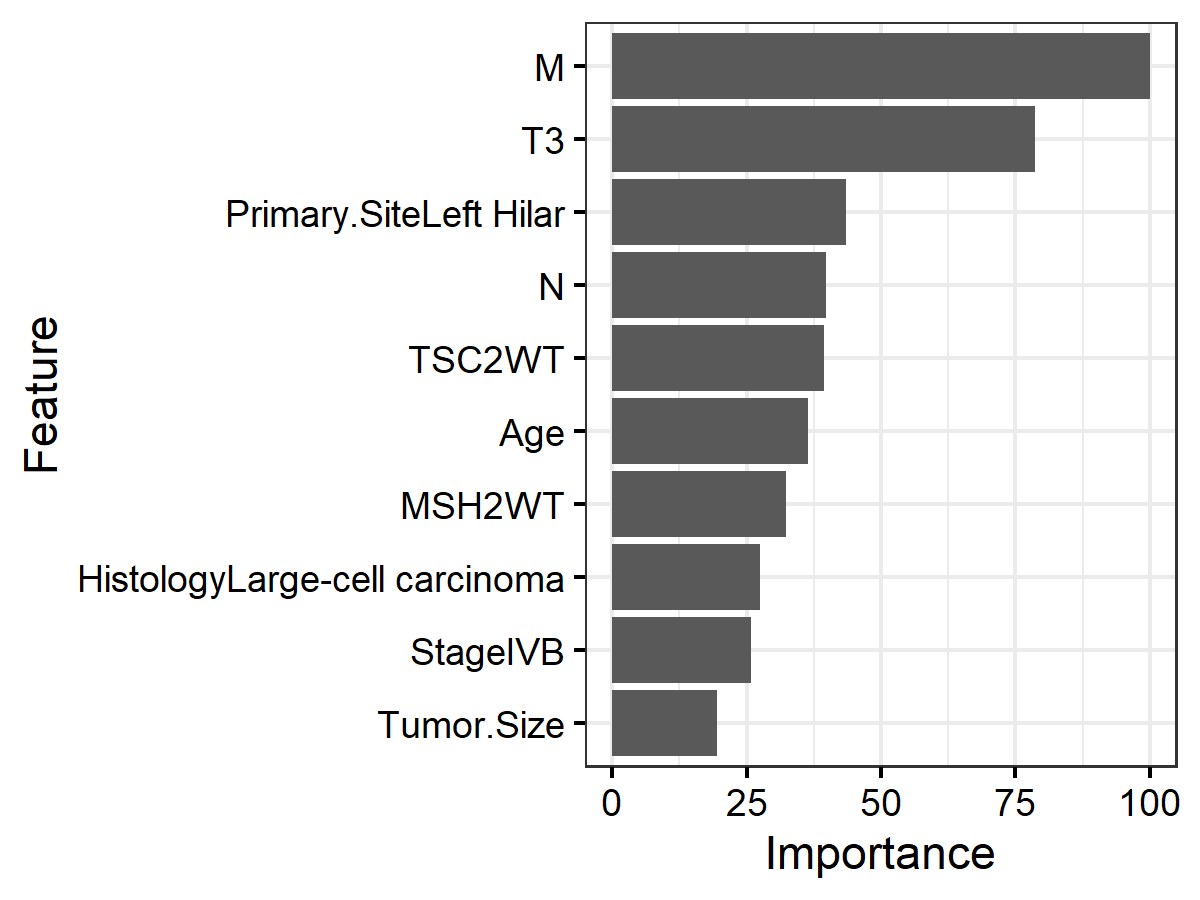 M
T3
Primary.SiteLeft Hilar
N
TSC2WT
Age
MSH2WT
HistologyLarge-cell carcinoma
StageIVB
Tumor.Size
Feature
0 25 50 75 100
Importance